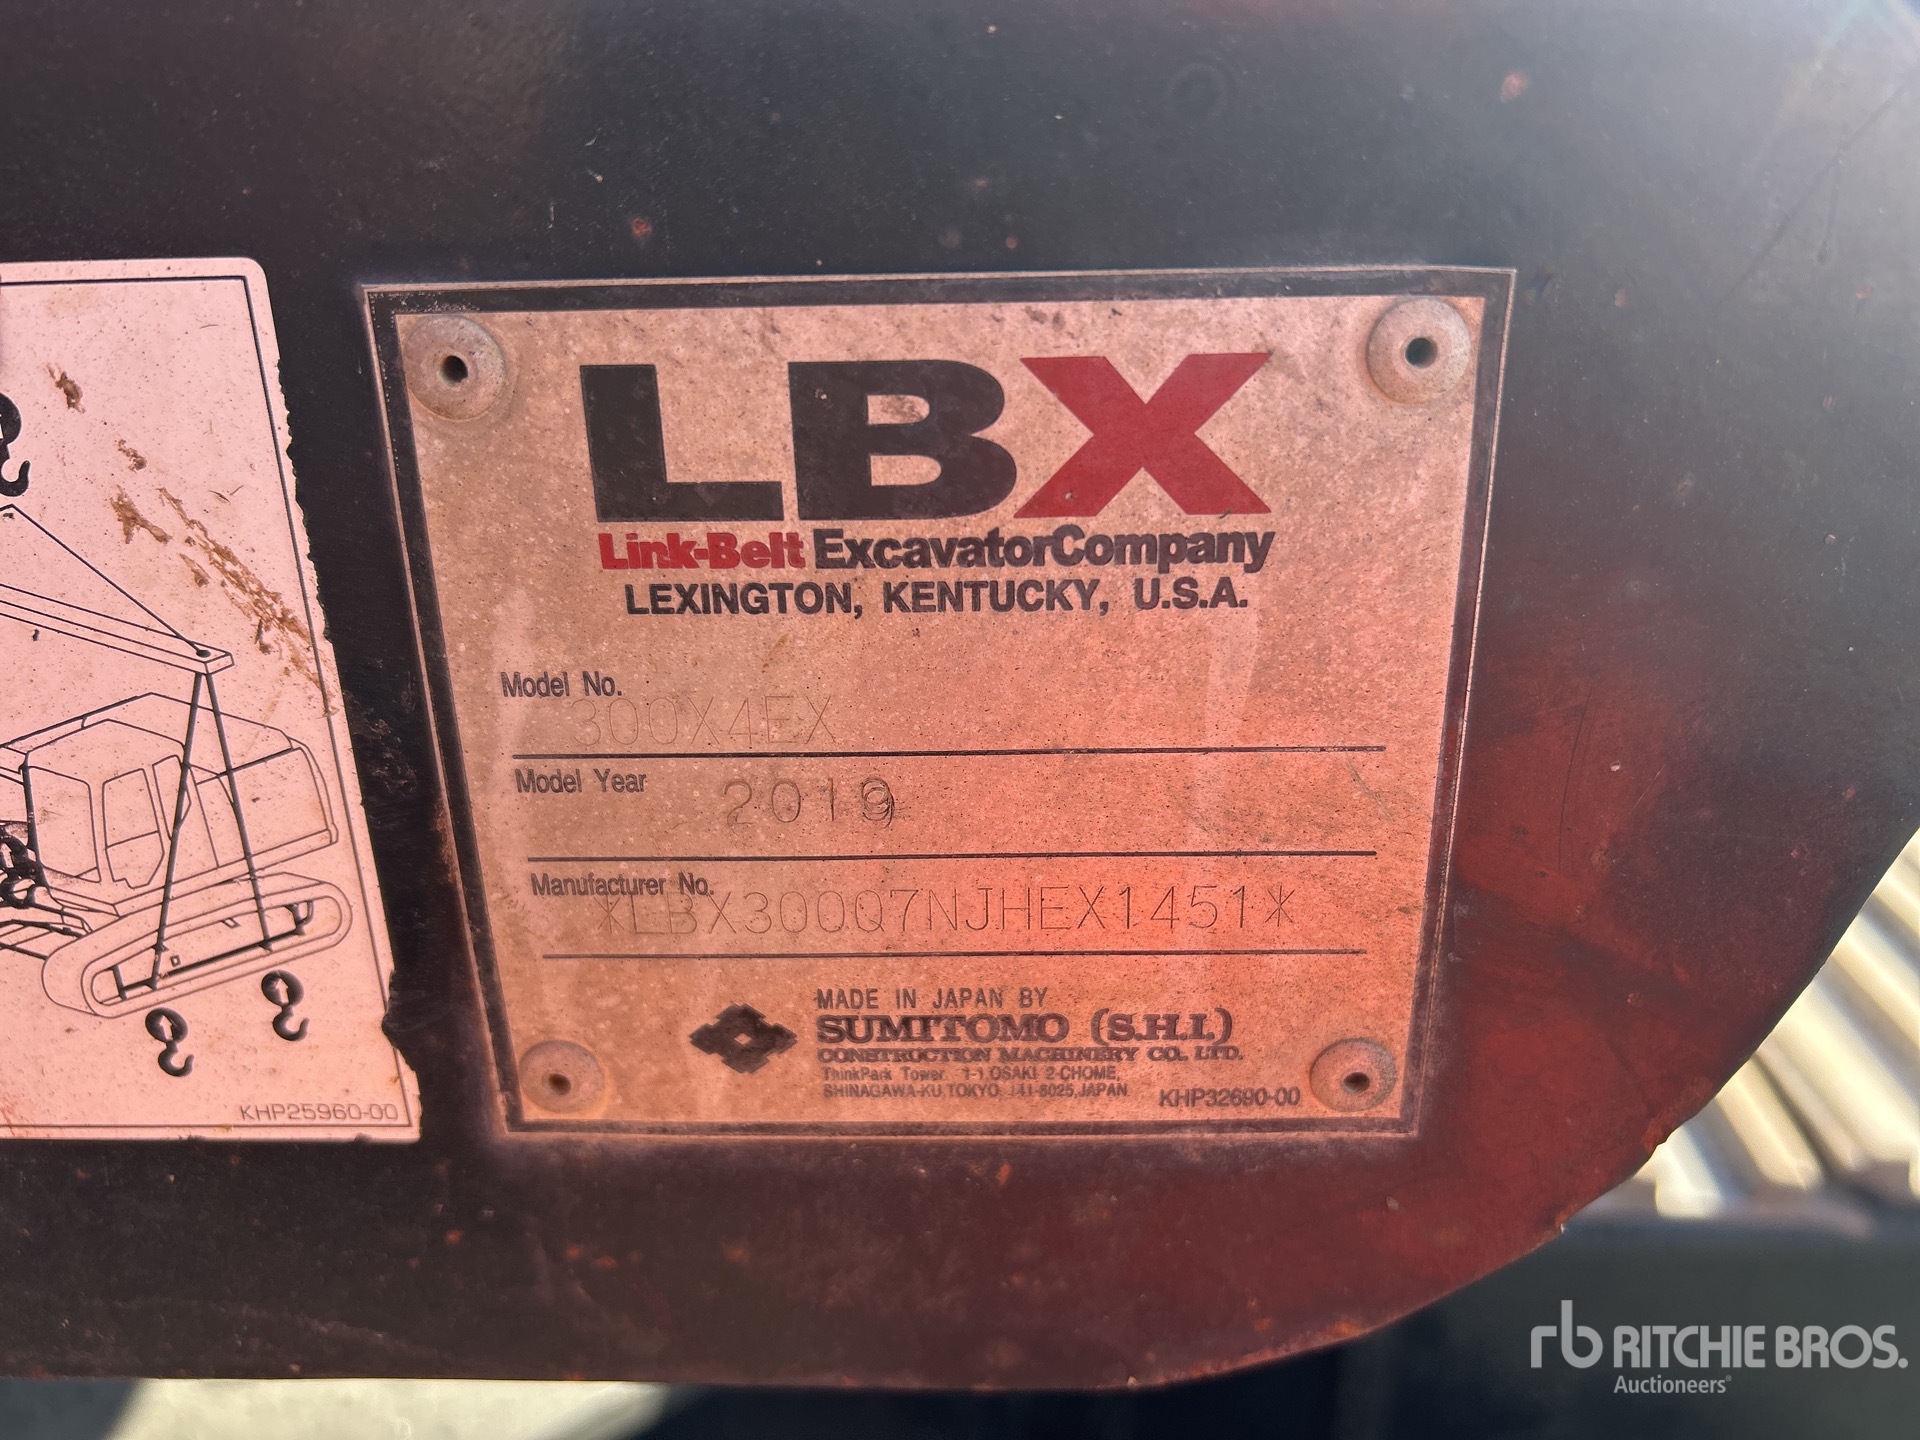 LBX
Link-Belt ExcavatorCompany
LEXINGTON, KENTUCKY, U.S.A.
Model No.
300X4EX
Model Year
2019
Manufacturer No.
*LBX300Q7NJHEX1451*
MADE IN JAPAN BY
SUMITOMO (S.H.I.)
CONSTRUCTION MACHINERY CO. LTD.
ThinkPark Tower, 1-1,OSAKI 2-CHOME,
SHINAGAWA-KU,TOKYO 141-6025,JAPAN
KHP32690-00
KHP25960-00
rb RITCHIE BROS.
Auctioneers